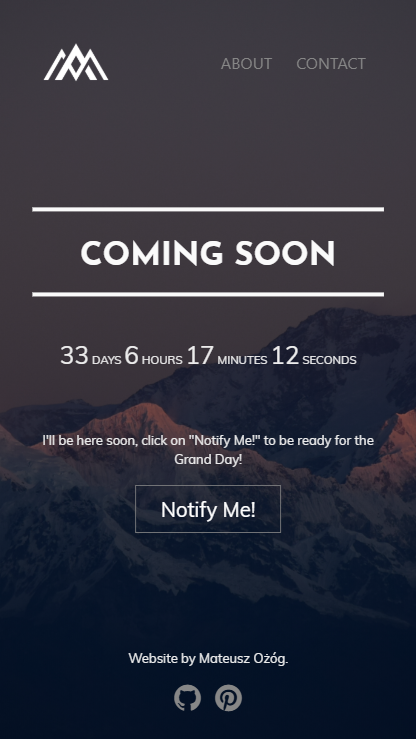 ABOUT CONTACT
COMING SOON
33 DAYS 6 HOURS 17 MINUTES 12 SECONDS
I'll be here soon, click on "Notify Me!" to be ready for the
Grand Day!
Notify Me!
Website by Mateusz Ożóg.